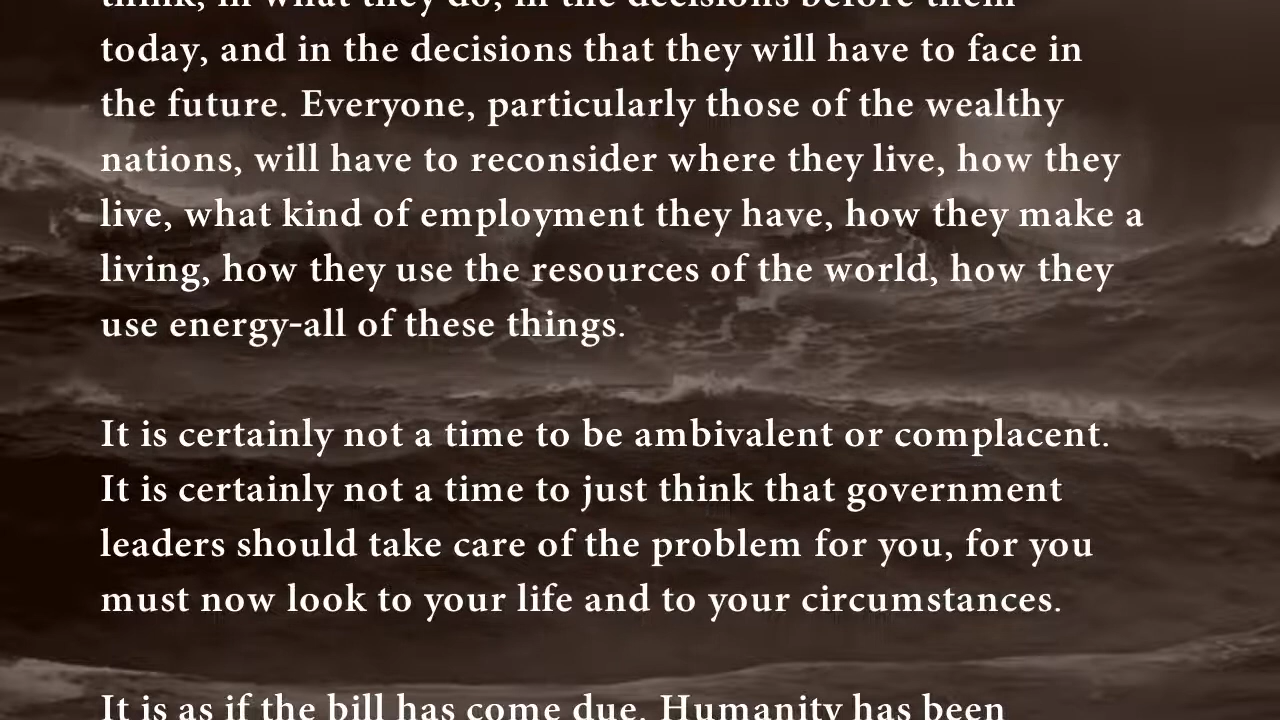 think, in what they do, in the decisions before them
today, and in the decisions that they will have to face in
the future. Everyone, particularly those of the wealthy
nations, will have to reconsider where they live, how they
live, what kind of employment they have, how they make a
living, how they use the resources of the world, how they
use energy-all of these things.
It is certainly not a time to be ambivalent or complacent.
It is certainly not a time to just think that government
leaders should take care of the problem for you, for you
must now look to your life and to your circumstances.
It is as if the bill has come due. Humanity has been